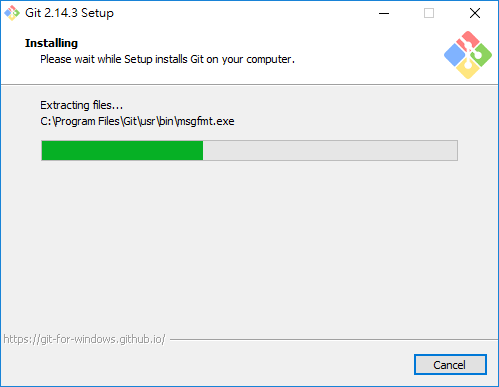 Git 2.14.3 Setup
Installing
Please wait while Setup installs Git on your computer.
Extracting files...
C:\Program Files\Git\usr\bin\msgfmt.exe
https://git-for-windows.github.io/
Cancel